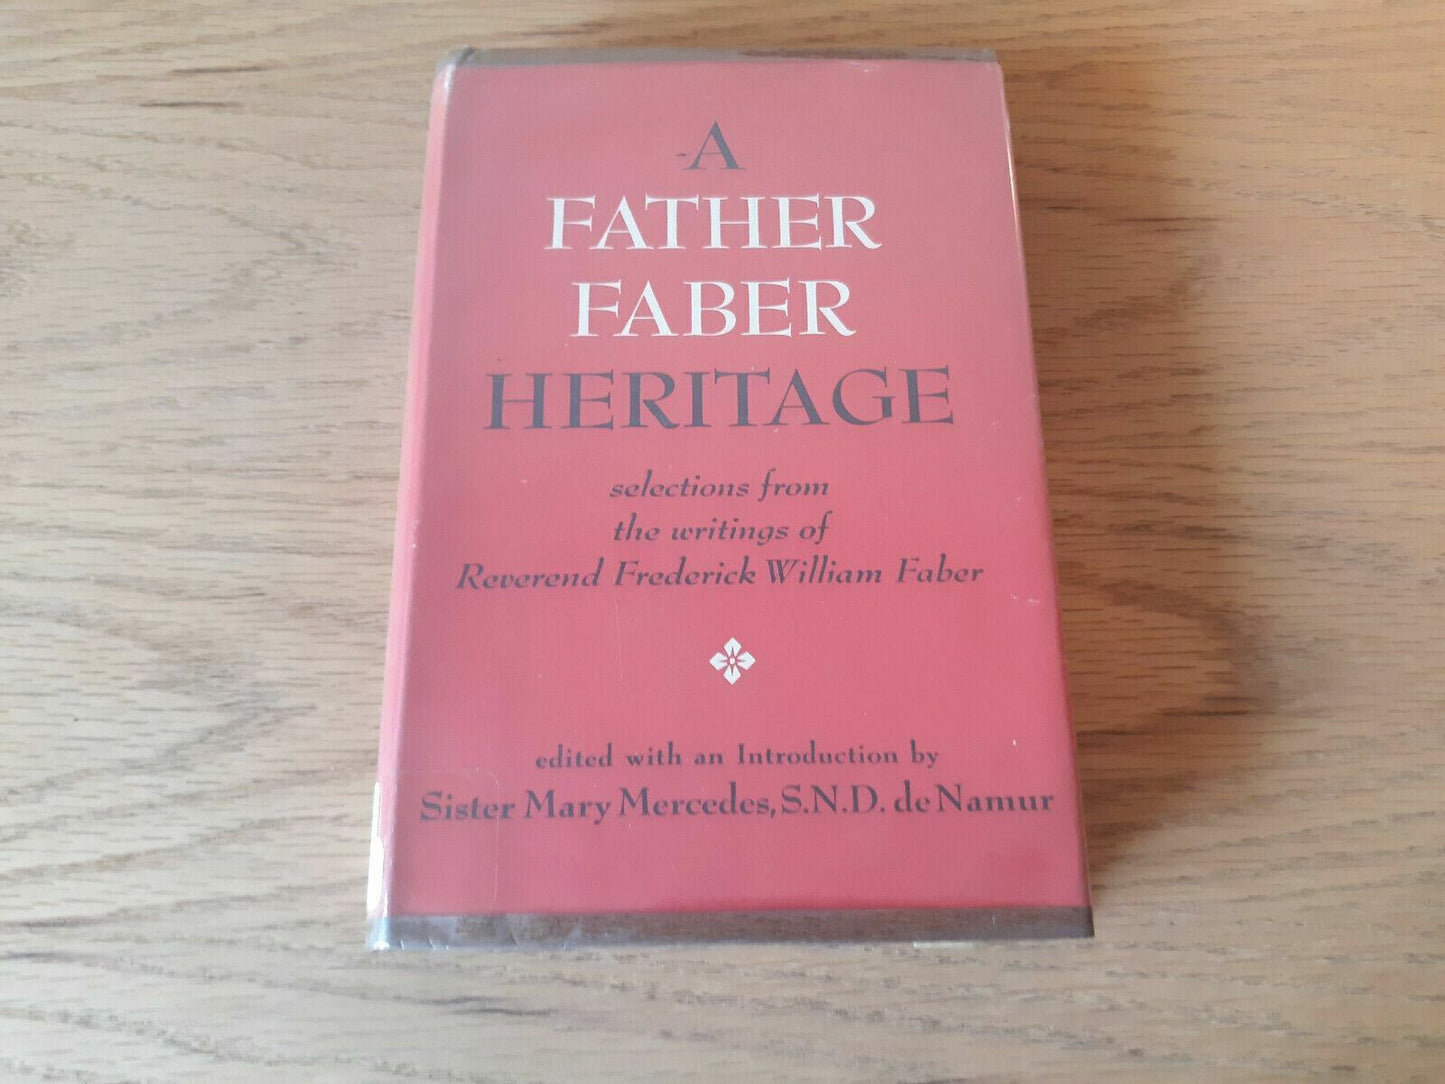 A
FATHER
FABER
HERITAGE
selections from
the writings of
Reverend Frederick William Faber
edited with an Introduction by
Sister Mary Mercedes, S.N.D. de Namur